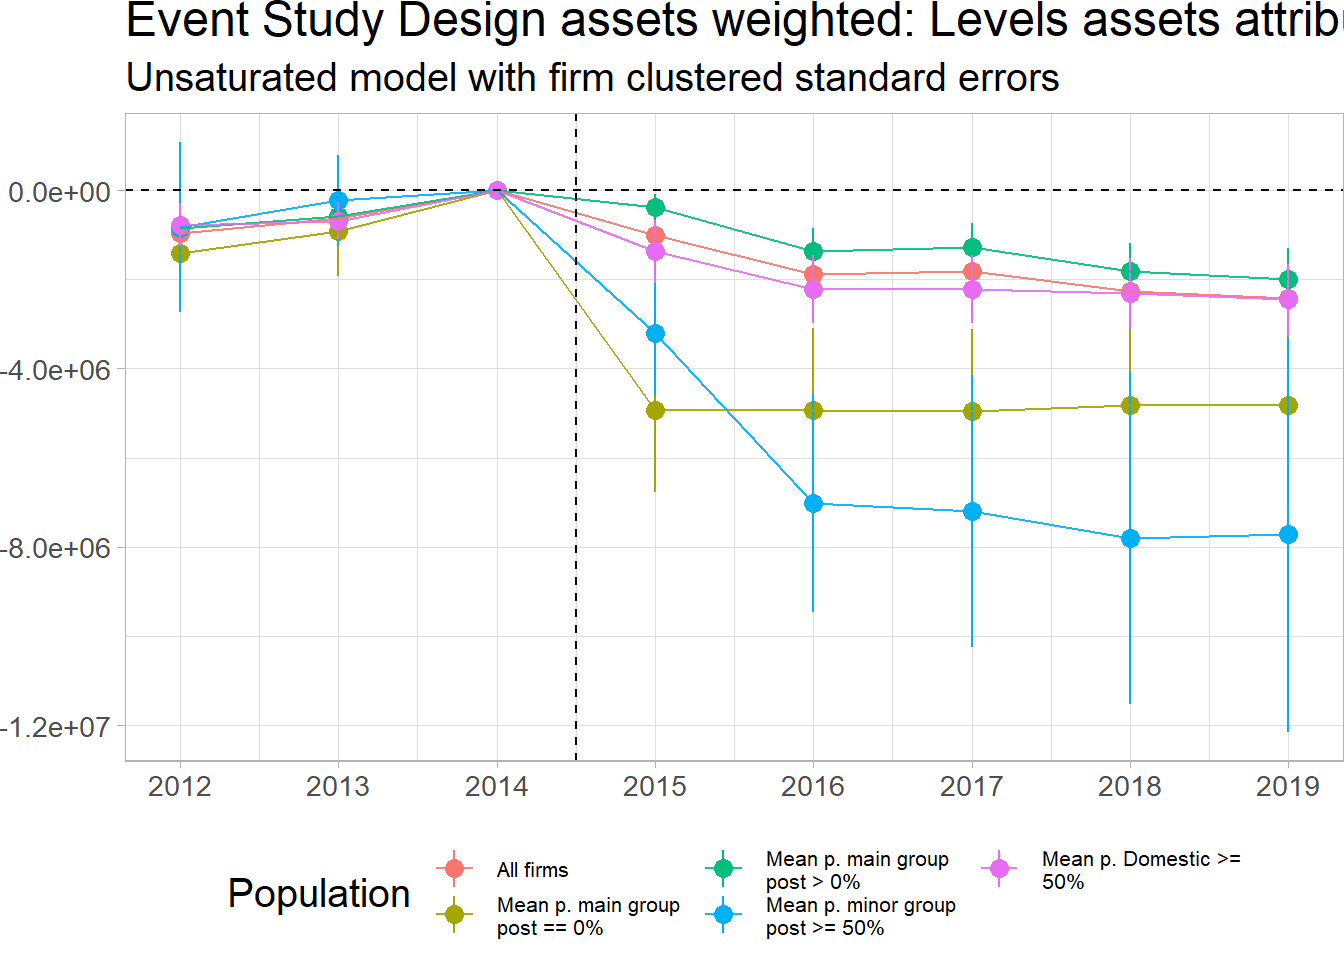 Event Study Design assets weighted: Levels assets
Unsaturated model with firm clustered standard errors
0.0e+00
-4.0e+06
-8.0e+06
-1.2e+07
2012 2013 2014 2015 2016 2017 2018 2019
Population
All firms
Mean p. main group
post == 0%
Mean p. main group
post > 0%
Mean p. minor group
post >= 50%
Mean p. Domestic >=
50%